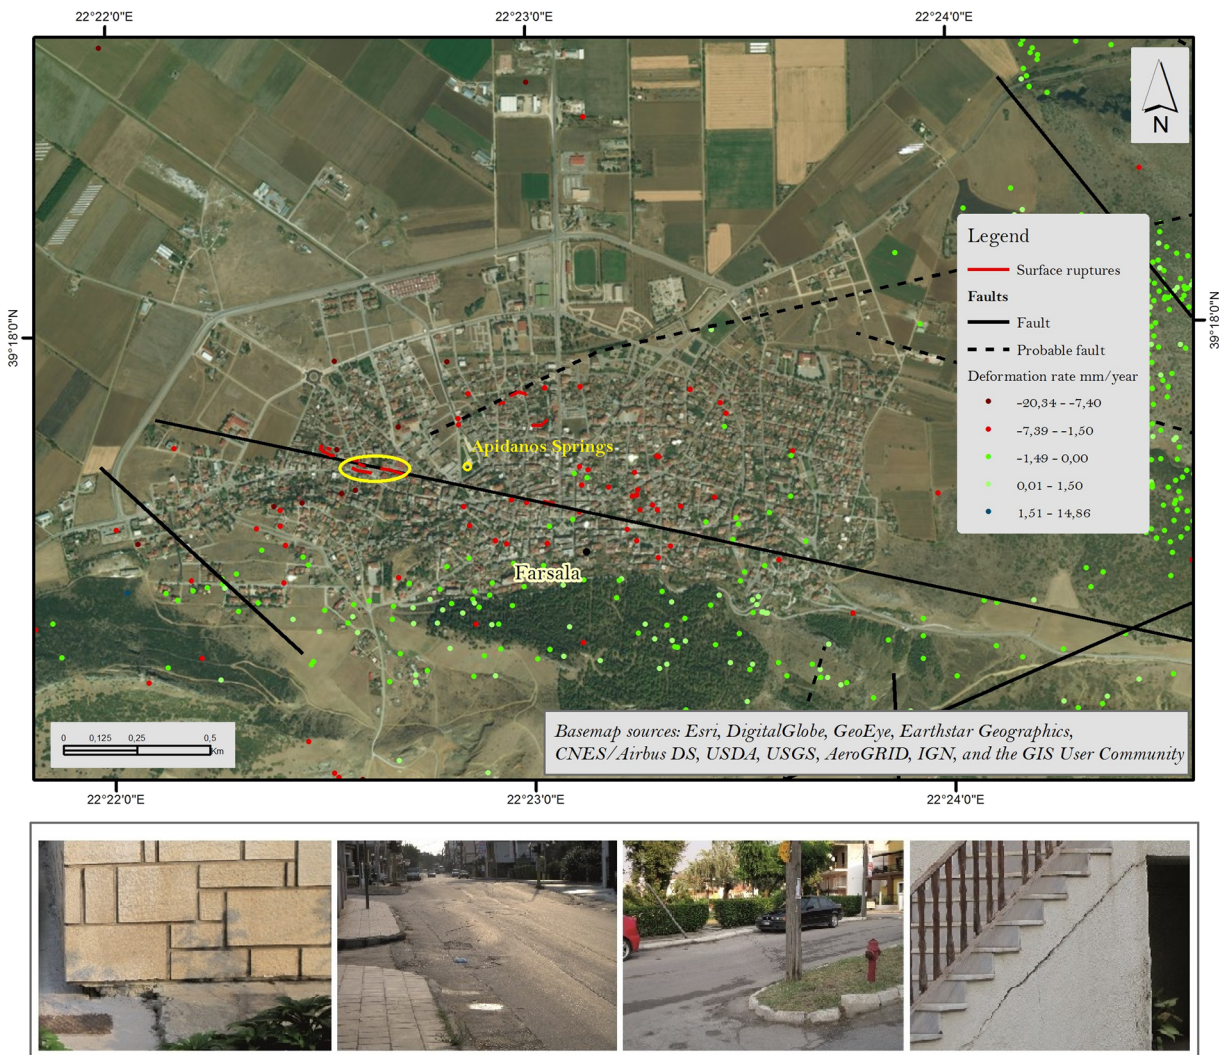 22°22'0"E 22°23'0"E 22°24'0"E
N
39°18'0"N
39°18'0"N
Legend
Surface ruptures
Faults
Fault
Probable fault
Deformation rate mm/year
-20,34 - -7,40
-7,39 - -1,50
-1,49 - 0,00
0,01 - 1,50
1,51 - 14,86
Apidanos Springs
Farsala
0 0,125 0,25 0,5
Km
Basemap sources: Esri, DigitalGlobe, GeoEye, Earthstar Geographics,
CNES/Airbus DS, USDA, USGS, AeroGRID, IGN, and the GIS User Community
22°22'0"E 22°23'0"E 22°24'0"E